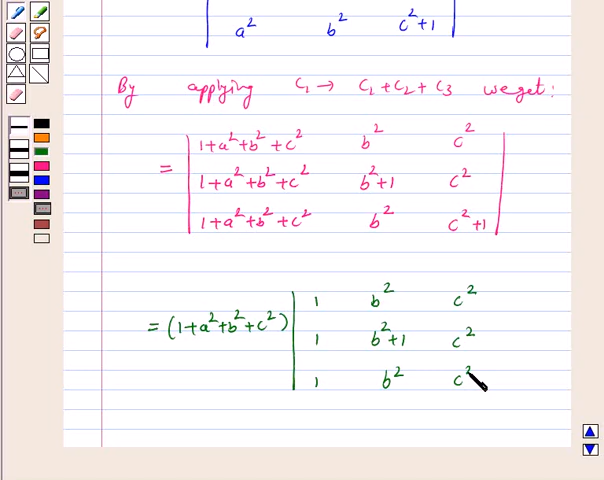 | a² b² c²+1 |
By applying C₁ → C₁ + C₂ + C₃ we get :
| 1+a²+b²+c² b² c² |
= | 1+a²+b²+c² b²+1 c² |
| 1+a²+b²+c² b² c²+1 |
| 1 b² c²
= (1+a²+b²+c²) | 1 b²+1 c²
| 1 b² c²